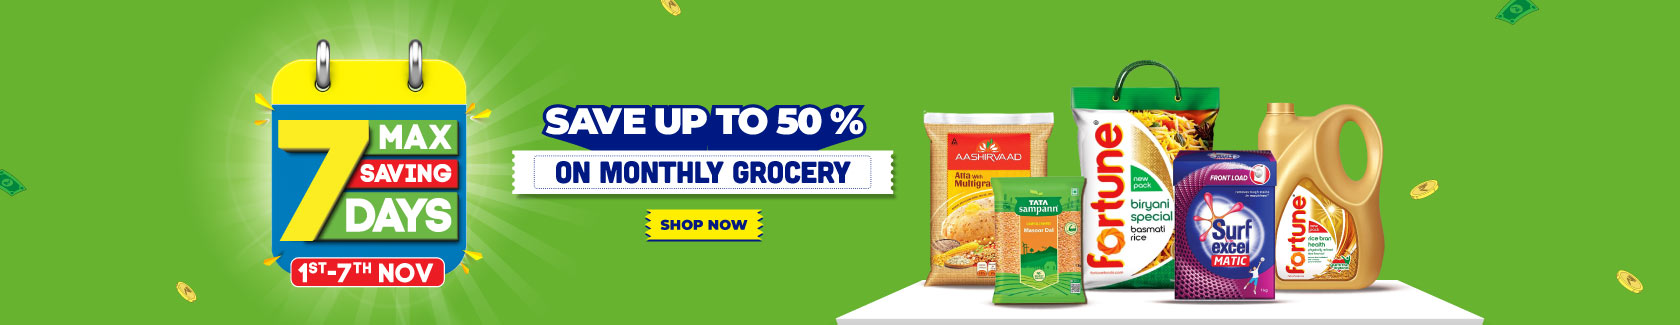 7 MAX
SAVING
DAYS
1ST-7TH NOV
SAVE UP TO 50 %
ON MONTHLY GROCERY
SHOP NOW
AASHIRVAAD
Atta with
Multigra
TATA
sampann
Masoor Dal
fortune
new
pack
biryani
special
basmati
rice
FRONT LOAD
Surf
excel
MATIC
fortune
rice bran
health